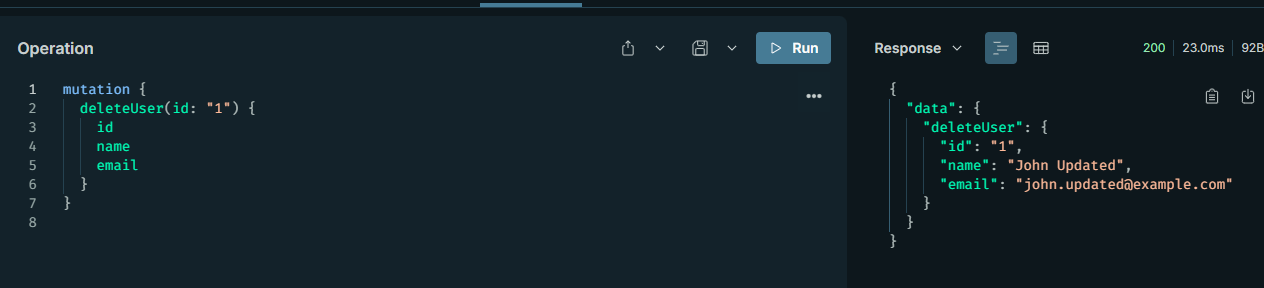 Operation
Run
1 mutation {
2 deleteUser(id: "1") {
3 id
4 name
5 email
6 }
7 }
8
Response 200 23.0ms 92B
{
"data": {
"deleteUser": {
"id": "1",
"name": "John Updated",
"email": "john.updated@example.com"
}
}
}